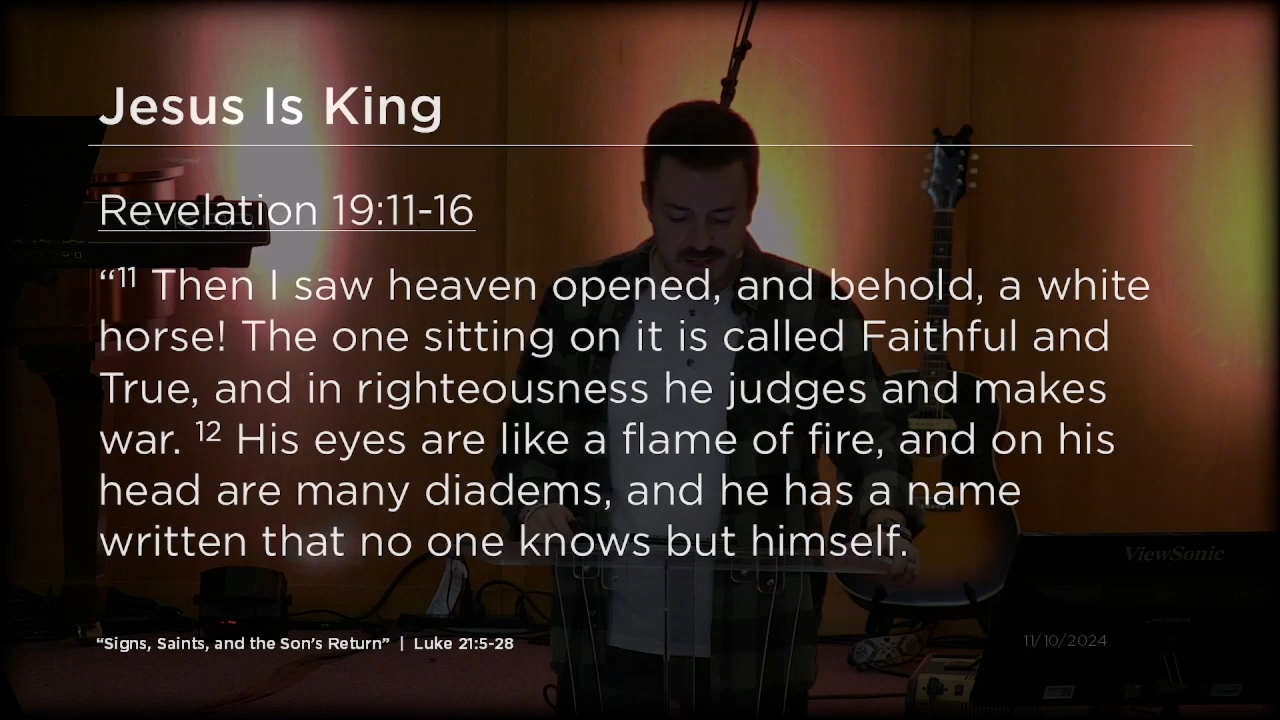 Jesus Is King
Revelation 19:11-16
“¹¹ Then I saw heaven opened, and behold, a white
horse! The one sitting on it is called Faithful and
True, and in righteousness he judges and makes
war. ¹² His eyes are like a flame of fire, and on his
head are many diadems, and he has a name
written that no one knows but himself.
ViewSonic
“Signs, Saints, and the Son’s Return” | Luke 21:5-28
11/10/2024